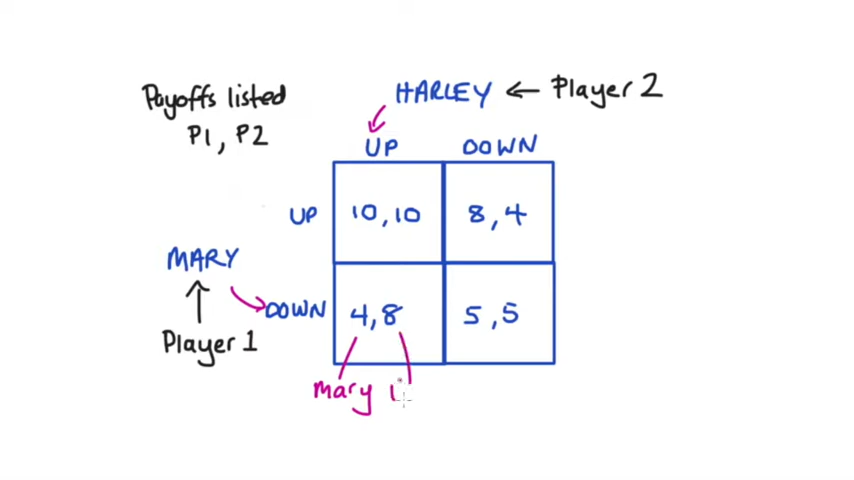 Payoffs listed
P1, P2
HARLEY ← Player 2
UP DOWN
UP 10,10 8,4
MARY
DOWN 4,8 5,5
Player 1
Mary